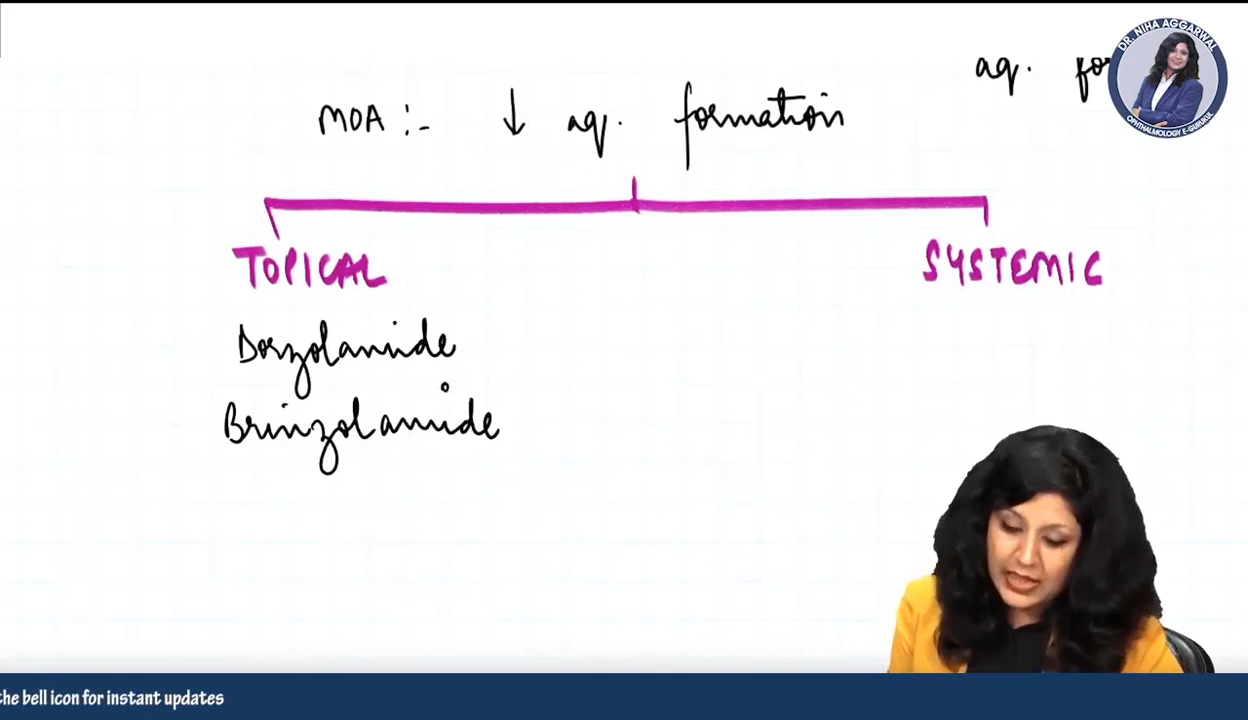 DR. NIHA AGGARWAL
OPHTHALMOLOGY E-GURUKUL
aq. for
MOA :- ↓ aq. formation
TOPICAL
SYSTEMIC
Dorzolamide
Brinzolamide
the bell icon for instant updates